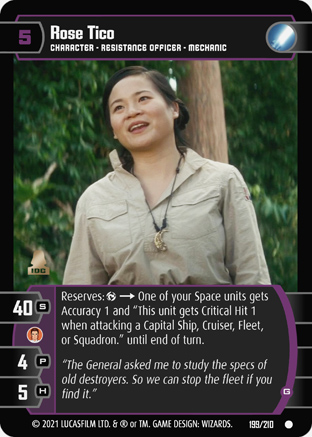 5
Rose Tico
CHARACTER • RESISTANCE OFFICER • MECHANIC
IDC
40 S
4 P
5 H
Reserves: → One of your Space units gets
Accuracy 1 and “This unit gets Critical Hit 1
when attacking a Capital Ship, Cruiser, Fleet,
or Squadron.” until end of turn.
“The General asked me to study the specs of
old destroyers. So we can stop the fleet if you
find it.”
G
© 2021 LUCASFILM LTD. & ® or TM. GAME DESIGN: WIZARDS. 199/210